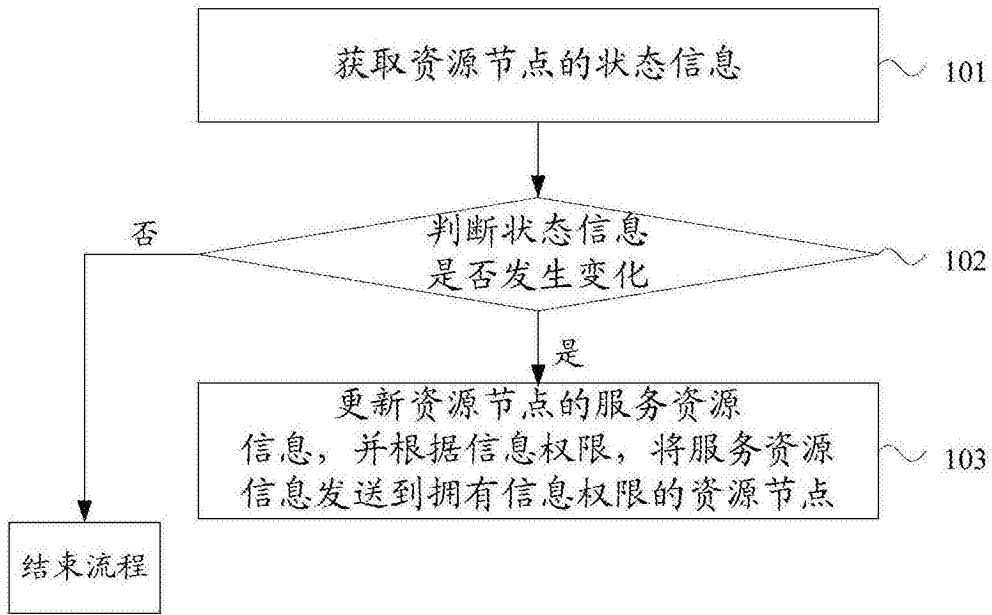 获取资源节点的状态信息
101
判断状态信息
是否发生变化
102
否
是
更新资源节点的服务资源
信息，并根据信息权限，将服务资源
信息发送到拥有信息权限的资源节点
103
结束流程